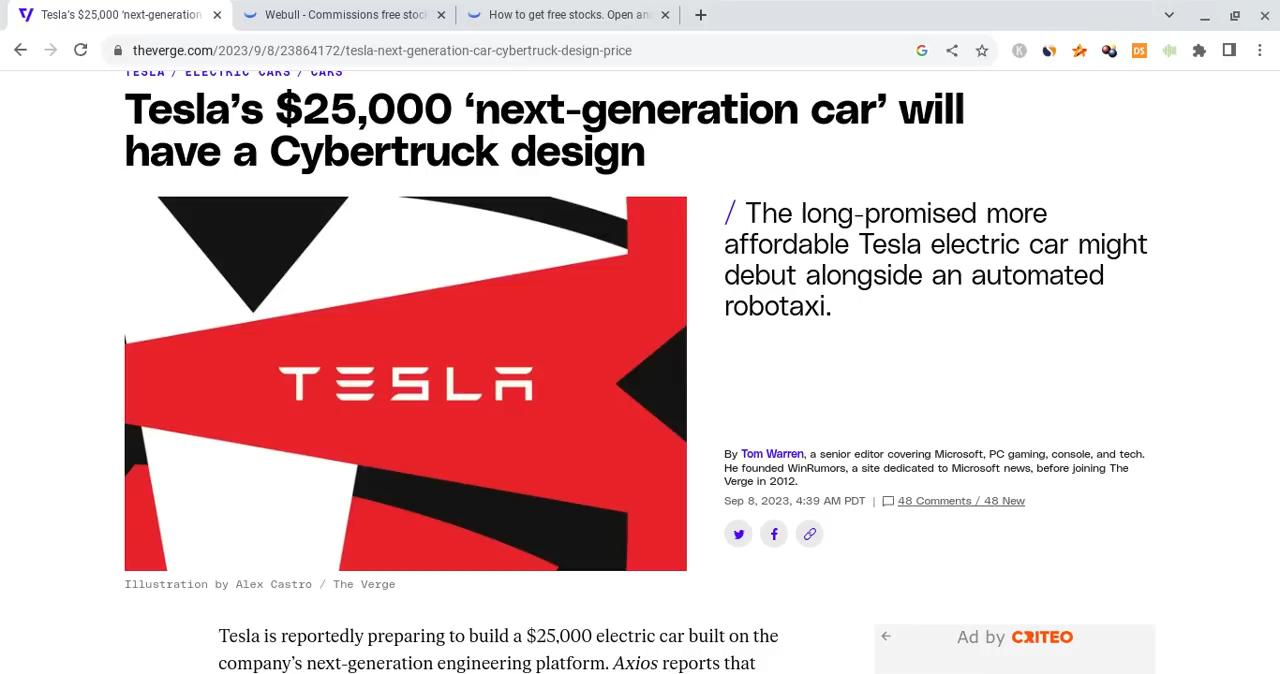 Tesla's $25,000 ‘next-generation
Webull - Commissions free stoc
How to get free stocks. Open an
theverge.com/2023/9/8/23864172/tesla-next-generation-car-cybertruck-design-price
G
K
DS
TESLA / ELECTRIC CARS / CARS
Tesla’s $25,000 ‘next-generation car’ will
have a Cybertruck design
TESLA
/ The long-promised more
affordable Tesla electric car might
debut alongside an automated
robotaxi.
By Tom Warren, a senior editor covering Microsoft, PC gaming, console, and tech.
He founded WinRumors, a site dedicated to Microsoft news, before joining The
Verge in 2012.
Sep 8, 2023, 4:39 AM PDT | 48 Comments / 48 New
Illustration by Alex Castro / The Verge
Tesla is reportedly preparing to build a $25,000 electric car built on the
company’s next-generation engineering platform. Axios reports that
Ad by CRITEO